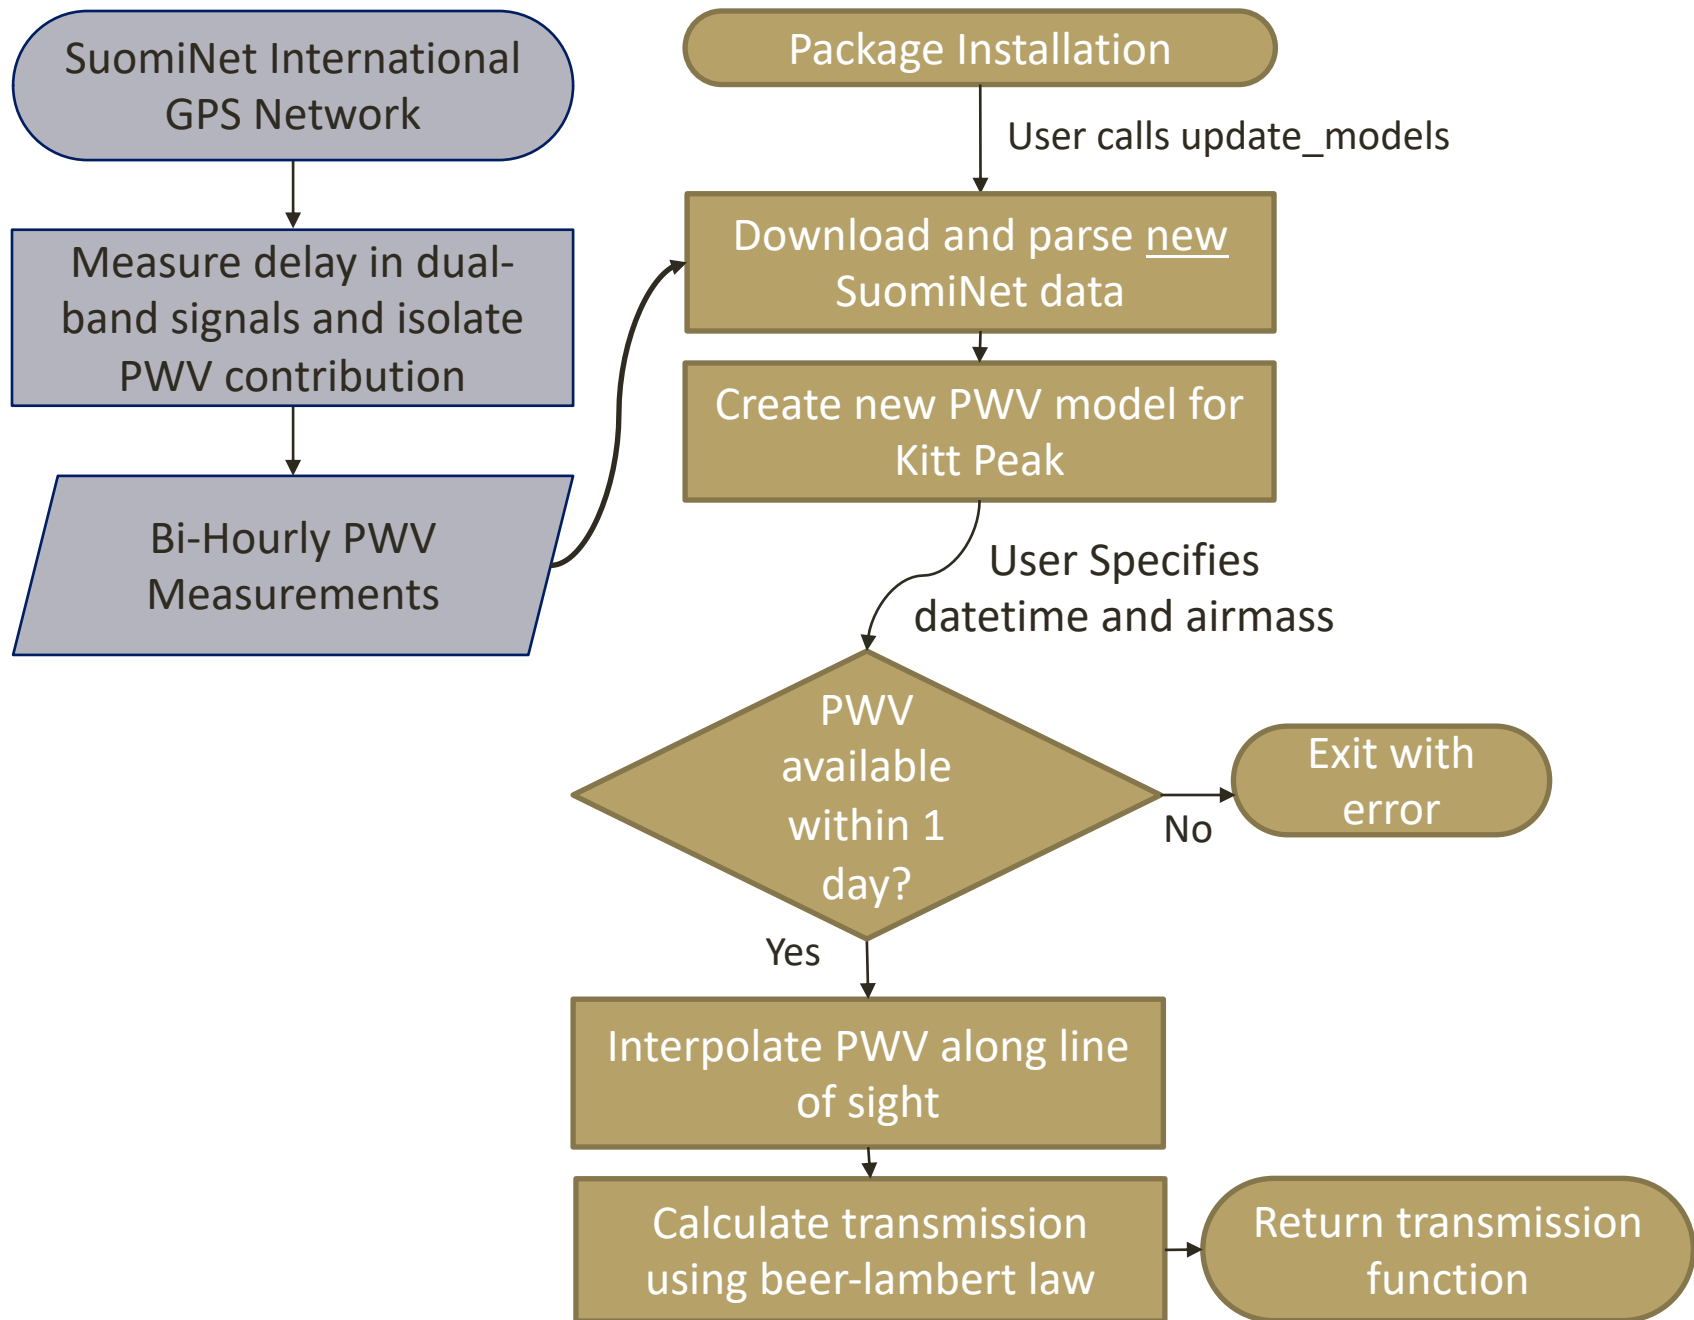 SuomiNet International
GPS Network
Measure delay in dual-
band signals and isolate
PWV contribution
Bi-Hourly PWV
Measurements
Package Installation
User calls update_models
Download and parse new
SuomiNet data
Create new PWV model for
Kitt Peak
User Specifies
datetime and airmass
PWV
available
within 1
day?
No
Exit with
error
Yes
Interpolate PWV along line
of sight
Calculate transmission
using beer-lambert law
Return transmission
function